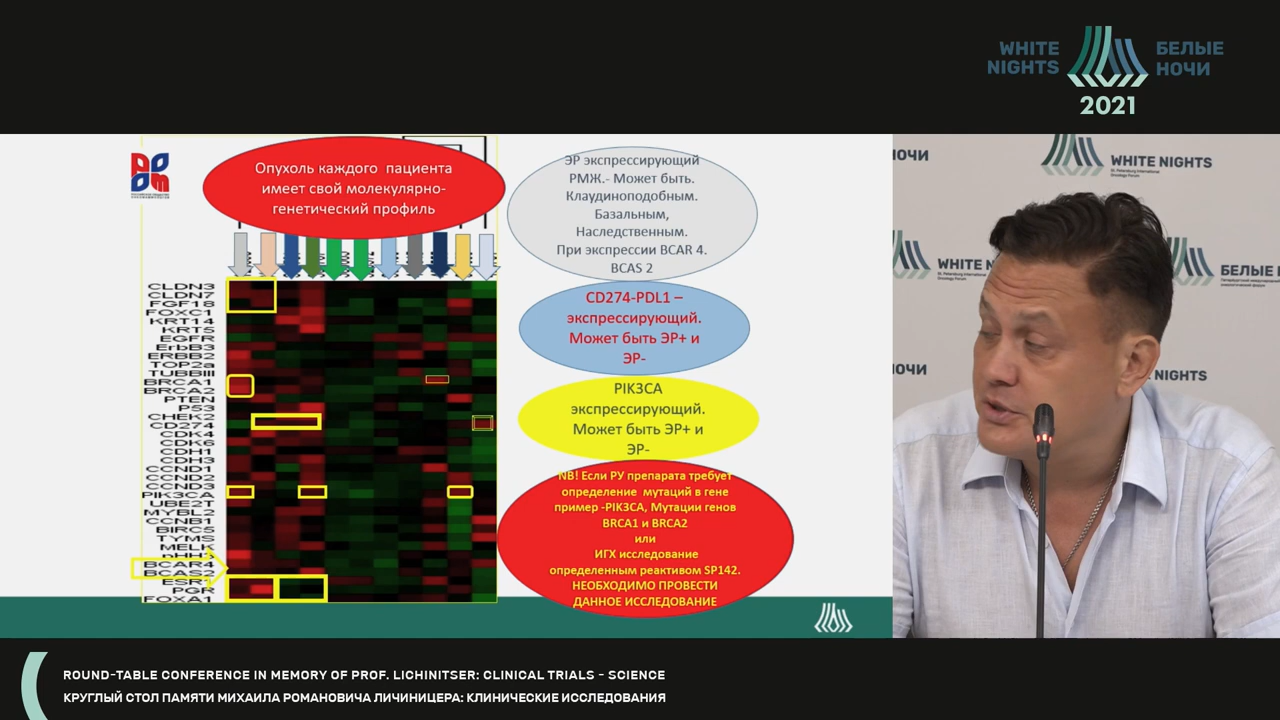 WHITE
NIGHTS
БЕЛЫЕ
НОЧИ
2021
Опухоль каждого пациента
имеет свой молекулярно-
генетический профиль
ЭР экспрессирующий
РМЖ.- Может быть.
Клаудиноподобным.
Базальным,
Наследственным.
При экспрессии BCAR 4.
BCAS 2
CD274-PDL1 –
экспрессирующий.
Может быть ЭР+ и
ЭР-
PIK3CA
экспрессирующий.
Может быть ЭР+ и
ЭР-
NB! Если РУ препарата требует
определение мутаций в гене
пример -PIK3CA, Мутации генов
BRCA1 и BRCA2
или
ИГХ исследование
определенным реактивом SP142.
НЕОБХОДИМО ПРОВЕСТИ
ДАННОЕ ИССЛЕДОВАНИЕ
CLDN3
CLDN7
FGF18
FOXC1
KRT14
KRT5
EGFR
ErbB3
ERBB2
TOP2a
TUBBIII
BRCA1
BRCA2
PTEN
P53
CHEK2
CD274
CDK4
CDK6
CDH1
CDH3
CCND1
CCND2
CCND3
PIK3CA
UBE2T
MYBL2
CCNB1
BIRC5
TYMS
MELK
pHH3
BCAR4
BCAS2
ESR1
PGR
FOXA1
НОЧИ
WHITE NIGHTS
WHITE N
БЕЛЫЕ
НОЧИ
NIGHTS
ROUND-TABLE CONFERENCE IN MEMORY OF PROF. LICHINITSER: CLINICAL TRIALS - SCIENCE
КРУГЛЫЙ СТОЛ ПАМЯТИ МИХАИЛА РОМАНОВИЧА ЛИЧИНИЦЕРА: КЛИНИЧЕСКИЕ ИССЛЕДОВАНИЯ